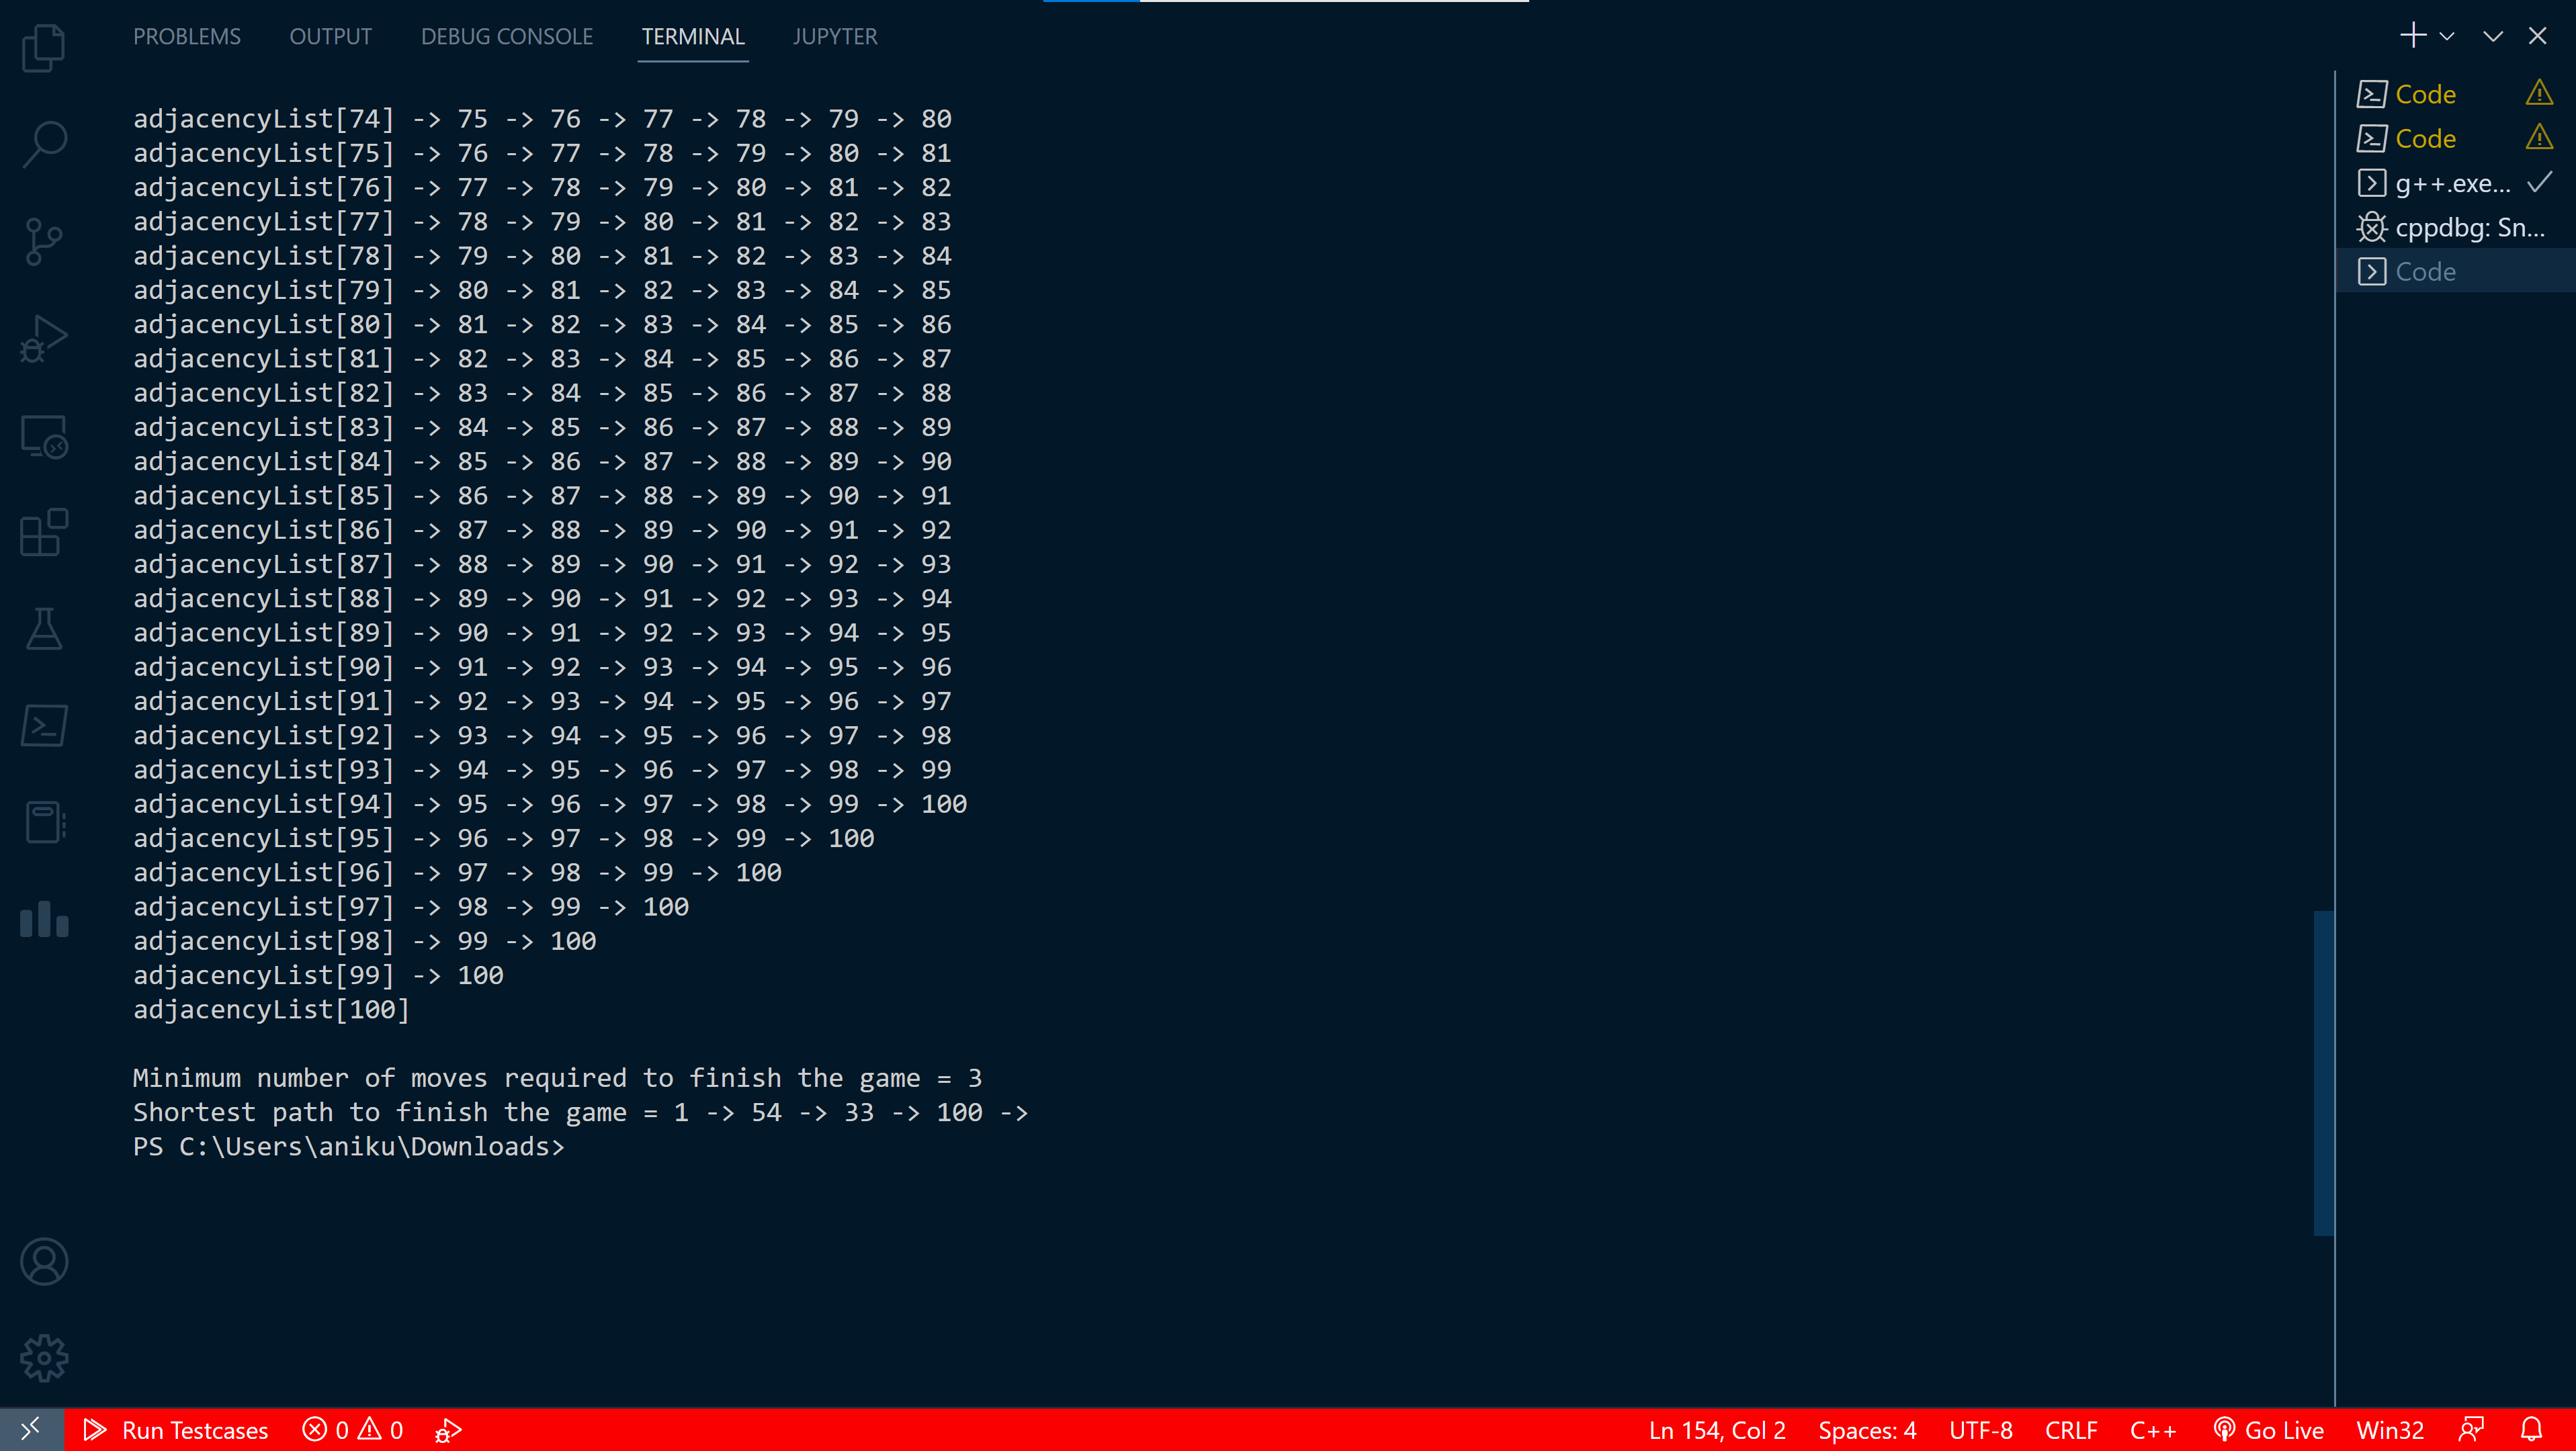 PROBLEMS OUTPUT DEBUG CONSOLE TERMINAL JUPYTER
adjacencyList[74] -> 75 -> 76 -> 77 -> 78 -> 79 -> 80
adjacencyList[75] -> 76 -> 77 -> 78 -> 79 -> 80 -> 81
adjacencyList[76] -> 77 -> 78 -> 79 -> 80 -> 81 -> 82
adjacencyList[77] -> 78 -> 79 -> 80 -> 81 -> 82 -> 83
adjacencyList[78] -> 79 -> 80 -> 81 -> 82 -> 83 -> 84
adjacencyList[79] -> 80 -> 81 -> 82 -> 83 -> 84 -> 85
adjacencyList[80] -> 81 -> 82 -> 83 -> 84 -> 85 -> 86
adjacencyList[81] -> 82 -> 83 -> 84 -> 85 -> 86 -> 87
adjacencyList[82] -> 83 -> 84 -> 85 -> 86 -> 87 -> 88
adjacencyList[83] -> 84 -> 85 -> 86 -> 87 -> 88 -> 89
adjacencyList[84] -> 85 -> 86 -> 87 -> 88 -> 89 -> 90
adjacencyList[85] -> 86 -> 87 -> 88 -> 89 -> 90 -> 91
adjacencyList[86] -> 87 -> 88 -> 89 -> 90 -> 91 -> 92
adjacencyList[87] -> 88 -> 89 -> 90 -> 91 -> 92 -> 93
adjacencyList[88] -> 89 -> 90 -> 91 -> 92 -> 93 -> 94
adjacencyList[89] -> 90 -> 91 -> 92 -> 93 -> 94 -> 95
adjacencyList[90] -> 91 -> 92 -> 93 -> 94 -> 95 -> 96
adjacencyList[91] -> 92 -> 93 -> 94 -> 95 -> 96 -> 97
adjacencyList[92] -> 93 -> 94 -> 95 -> 96 -> 97 -> 98
adjacencyList[93] -> 94 -> 95 -> 96 -> 97 -> 98 -> 99
adjacencyList[94] -> 95 -> 96 -> 97 -> 98 -> 99 -> 100
adjacencyList[95] -> 96 -> 97 -> 98 -> 99 -> 100
adjacencyList[96] -> 97 -> 98 -> 99 -> 100
adjacencyList[97] -> 98 -> 99 -> 100
adjacencyList[98] -> 99 -> 100
adjacencyList[99] -> 100
adjacencyList[100]
Minimum number of moves required to finish the game = 3
Shortest path to finish the game = 1 -> 54 -> 33 -> 100 ->
PS C:\Users\aniku\Downloads>
Code
Code
g++.exe...
cppdbg: Sn...
Code
Run Testcases 0 0 Ln 154, Col 2 Spaces: 4 UTF-8 CRLF C++ Go Live Win32